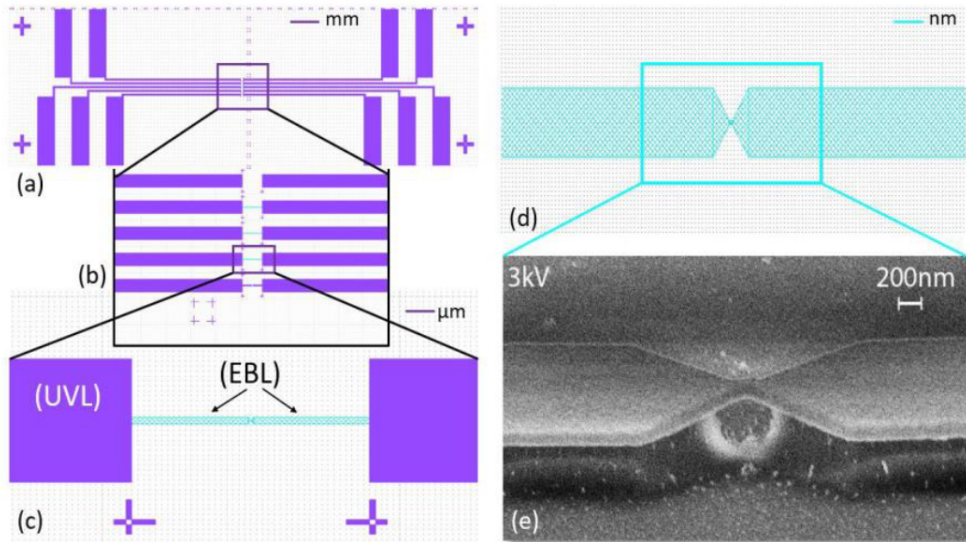 mm
(a)
(b)
μm
(UVL)
(EBL)
(c)
nm
(d)
3kV
200nm
(e)